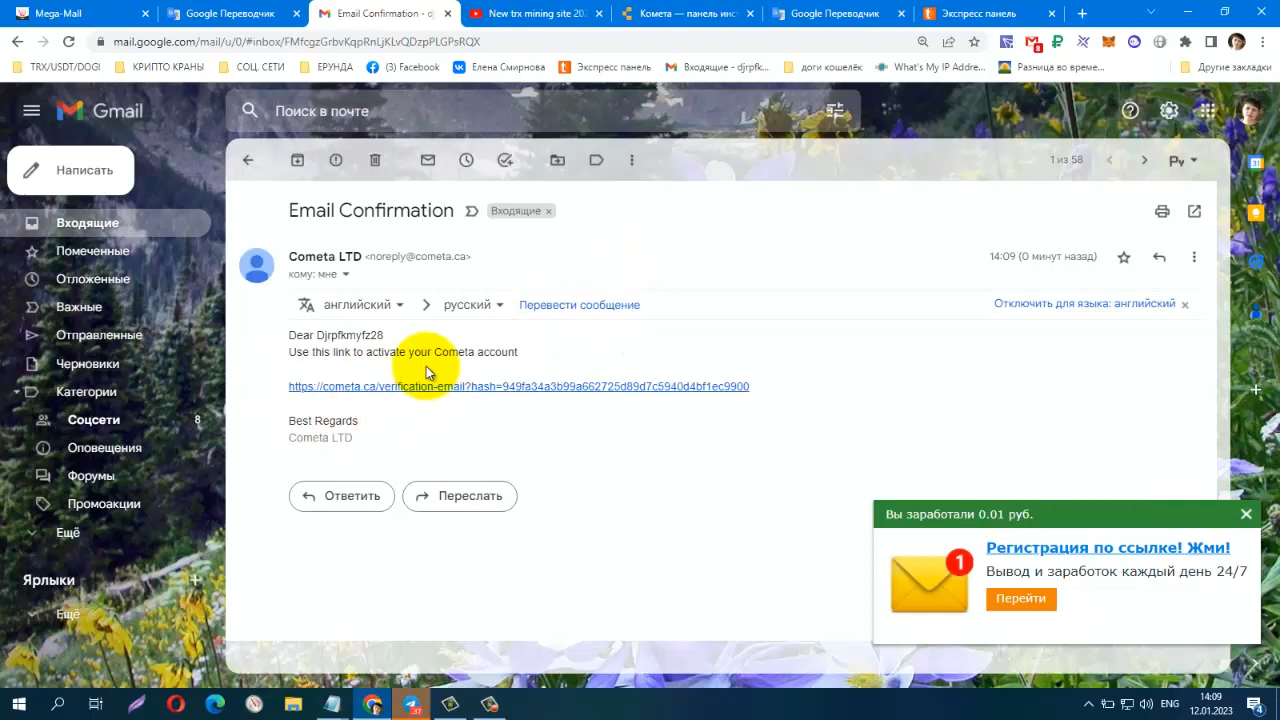 Mega-Mall
Google Переводчик
Email Confirmation - dj
New trx mining site 202
Комета — панель инс
Google Переводчик
Экспресс панель
mail.google.com/mail/u/0/#inbox/FMfcgzGrbvKqpRnLjKLvQDzpPLGPsRQX
8
TRX/USDT/DOGI
КРИПТО КРАНЫ
СОЦ. СЕТИ
ЕРУНДА
(3) Facebook
Елена Смирнова
Экспресс панель
Входящие - djrpfk...
доги кошелёк
What's My IP Addre...
Разница во време...
Другие закладки
Gmail
Поиск в почте
Написать
1 из 58
Ру
Входящие
Помеченные
Отложенные
Важные
Отправленные
Черновики
Категории
Соцсети
8
Оповещения
Форумы
Промоакции
Ещё
Ярлыки
Ещё
Email Confirmation
Входящие ×
Cometa LTD <noreply@cometa.ca>
14:09 (0 минут назад)
кому: мне
английский
русский
Перевести сообщение
Отключить для языка: английский
Dear Djrpfkmyfz28
Use this link to activate your Cometa account
https://cometa.ca/verification-email?hash=949fa34a3b99a662725d89d7c5940d4bf1ec9900
Best Regards
Cometa LTD
Ответить
Переслать
31
Вы заработали 0.01 руб.
1
Регистрация по ссылке! Жми!
Вывод и заработок каждый день 24/7
Перейти
37
ENG
14:09
12.01.2023
4